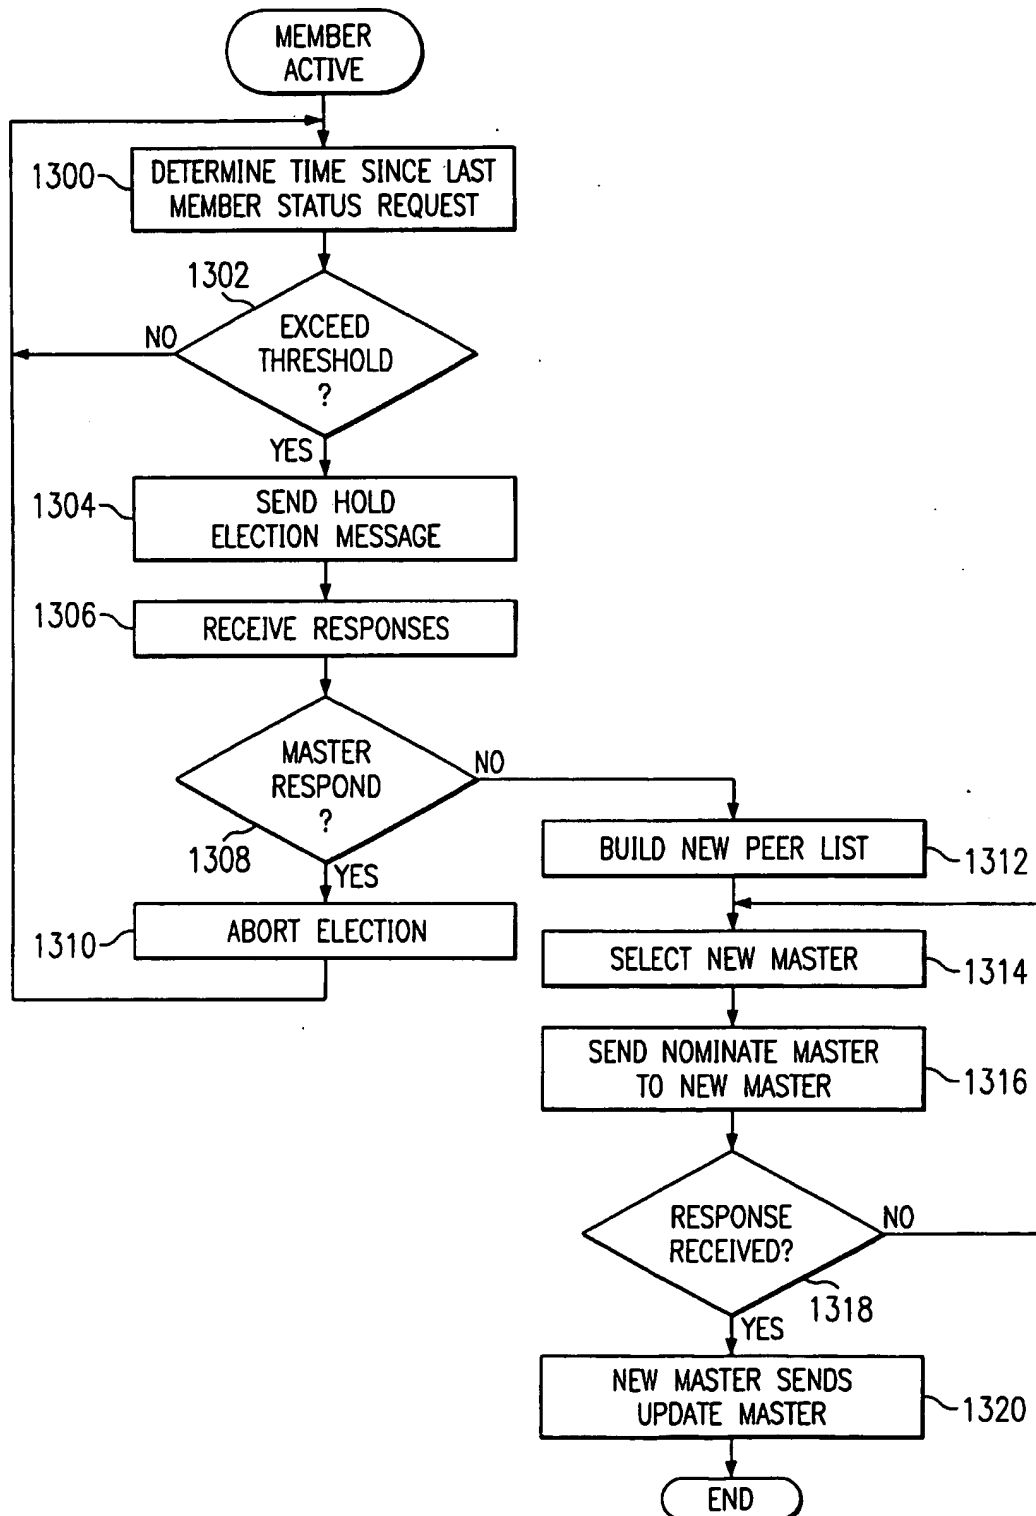 MEMBER
ACTIVE
1300
DETERMINE TIME SINCE LAST
MEMBER STATUS REQUEST
1302
EXCEED
THRESHOLD
?
NO
YES
1304
SEND HOLD
ELECTION MESSAGE
1306
RECEIVE RESPONSES
MASTER
RESPOND
?
NO
1308
YES
1310
ABORT ELECTION
BUILD NEW PEER LIST
1312
SELECT NEW MASTER
1314
SEND NOMINATE MASTER
TO NEW MASTER
1316
RESPONSE
RECEIVED?
NO
1318
YES
NEW MASTER SENDS
UPDATE MASTER
1320
END